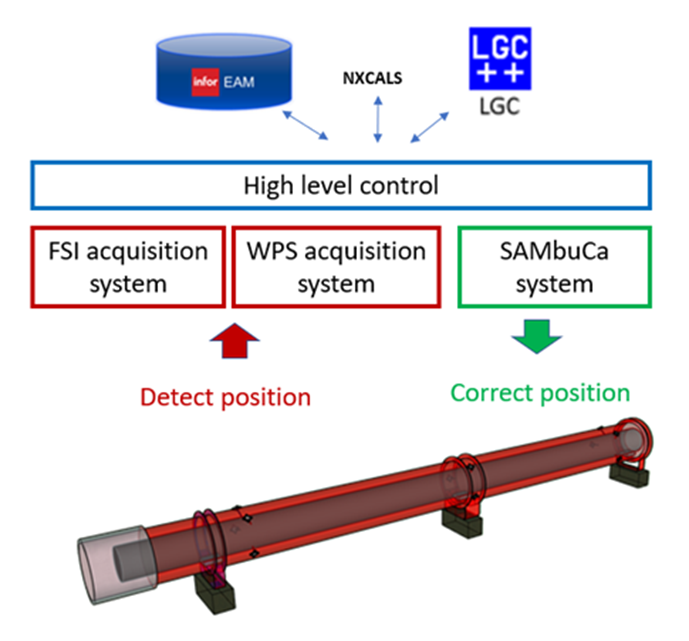 infor EAM
NXCALS
LGC
++
LGC
High level control
FSI acquisition
system
WPS acquisition
system
SAMbuCa
system
Detect position
Correct position